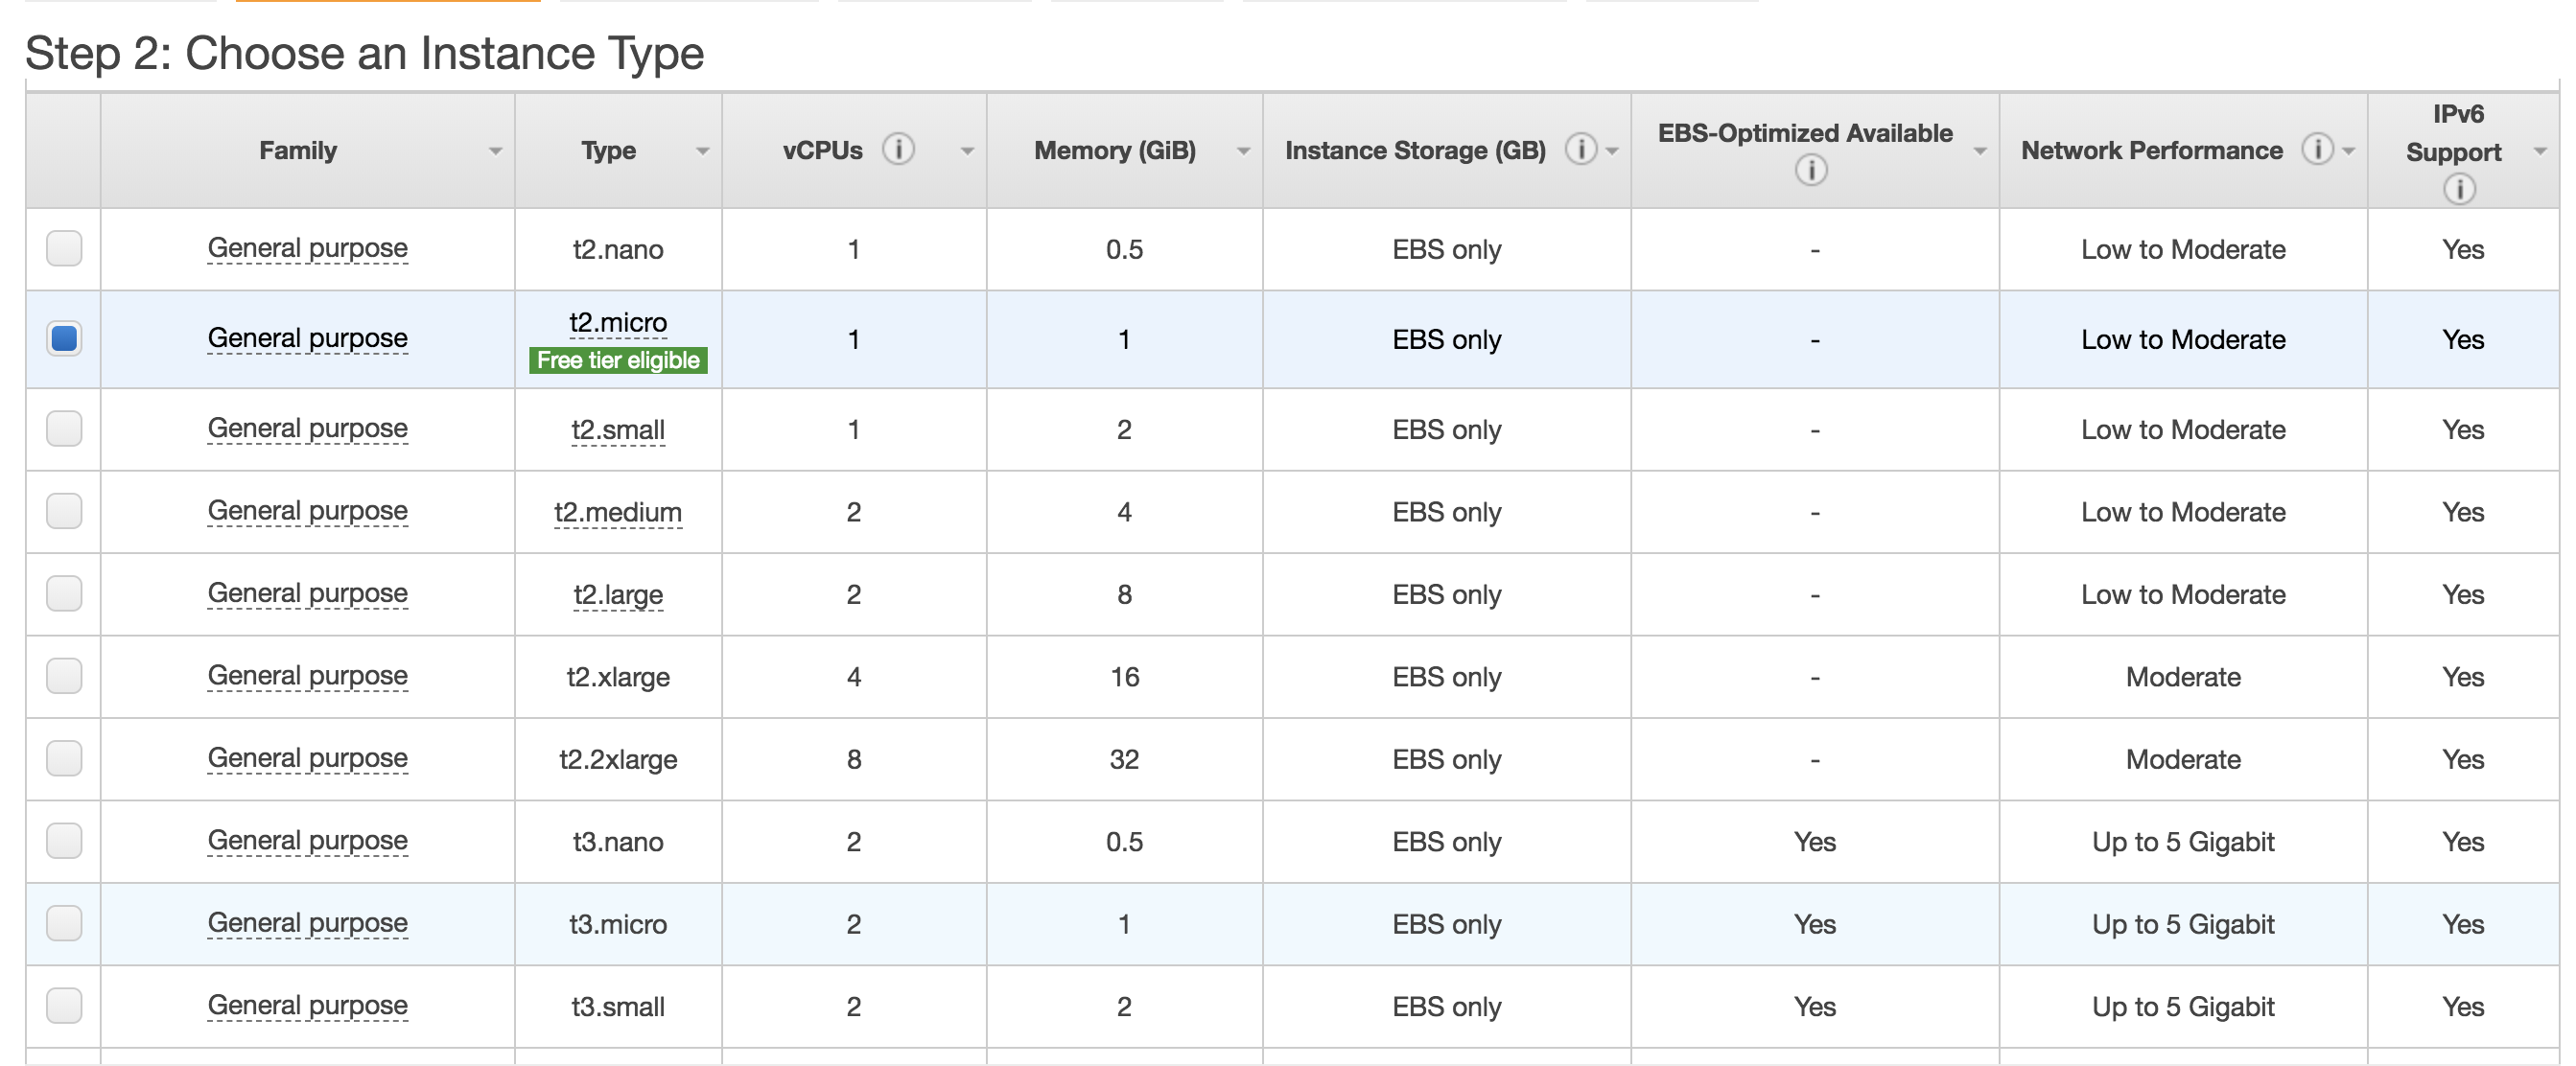 Step 2: Choose an Instance Type
Family Type vCPUs Memory (GiB) Instance Storage (GB) EBS-Optimized Available Network Performance IPv6 Support
General purpose t2.nano 1 0.5 EBS only - Low to Moderate Yes
General purpose t2.micro Free tier eligible 1 1 EBS only - Low to Moderate Yes
General purpose t2.small 1 2 EBS only - Low to Moderate Yes
General purpose t2.medium 2 4 EBS only - Low to Moderate Yes
General purpose t2.large 2 8 EBS only - Low to Moderate Yes
General purpose t2.xlarge 4 16 EBS only - Moderate Yes
General purpose t2.2xlarge 8 32 EBS only - Moderate Yes
General purpose t3.nano 2 0.5 EBS only Yes Up to 5 Gigabit Yes
General purpose t3.micro 2 1 EBS only Yes Up to 5 Gigabit Yes
General purpose t3.small 2 2 EBS only Yes Up to 5 Gigabit Yes